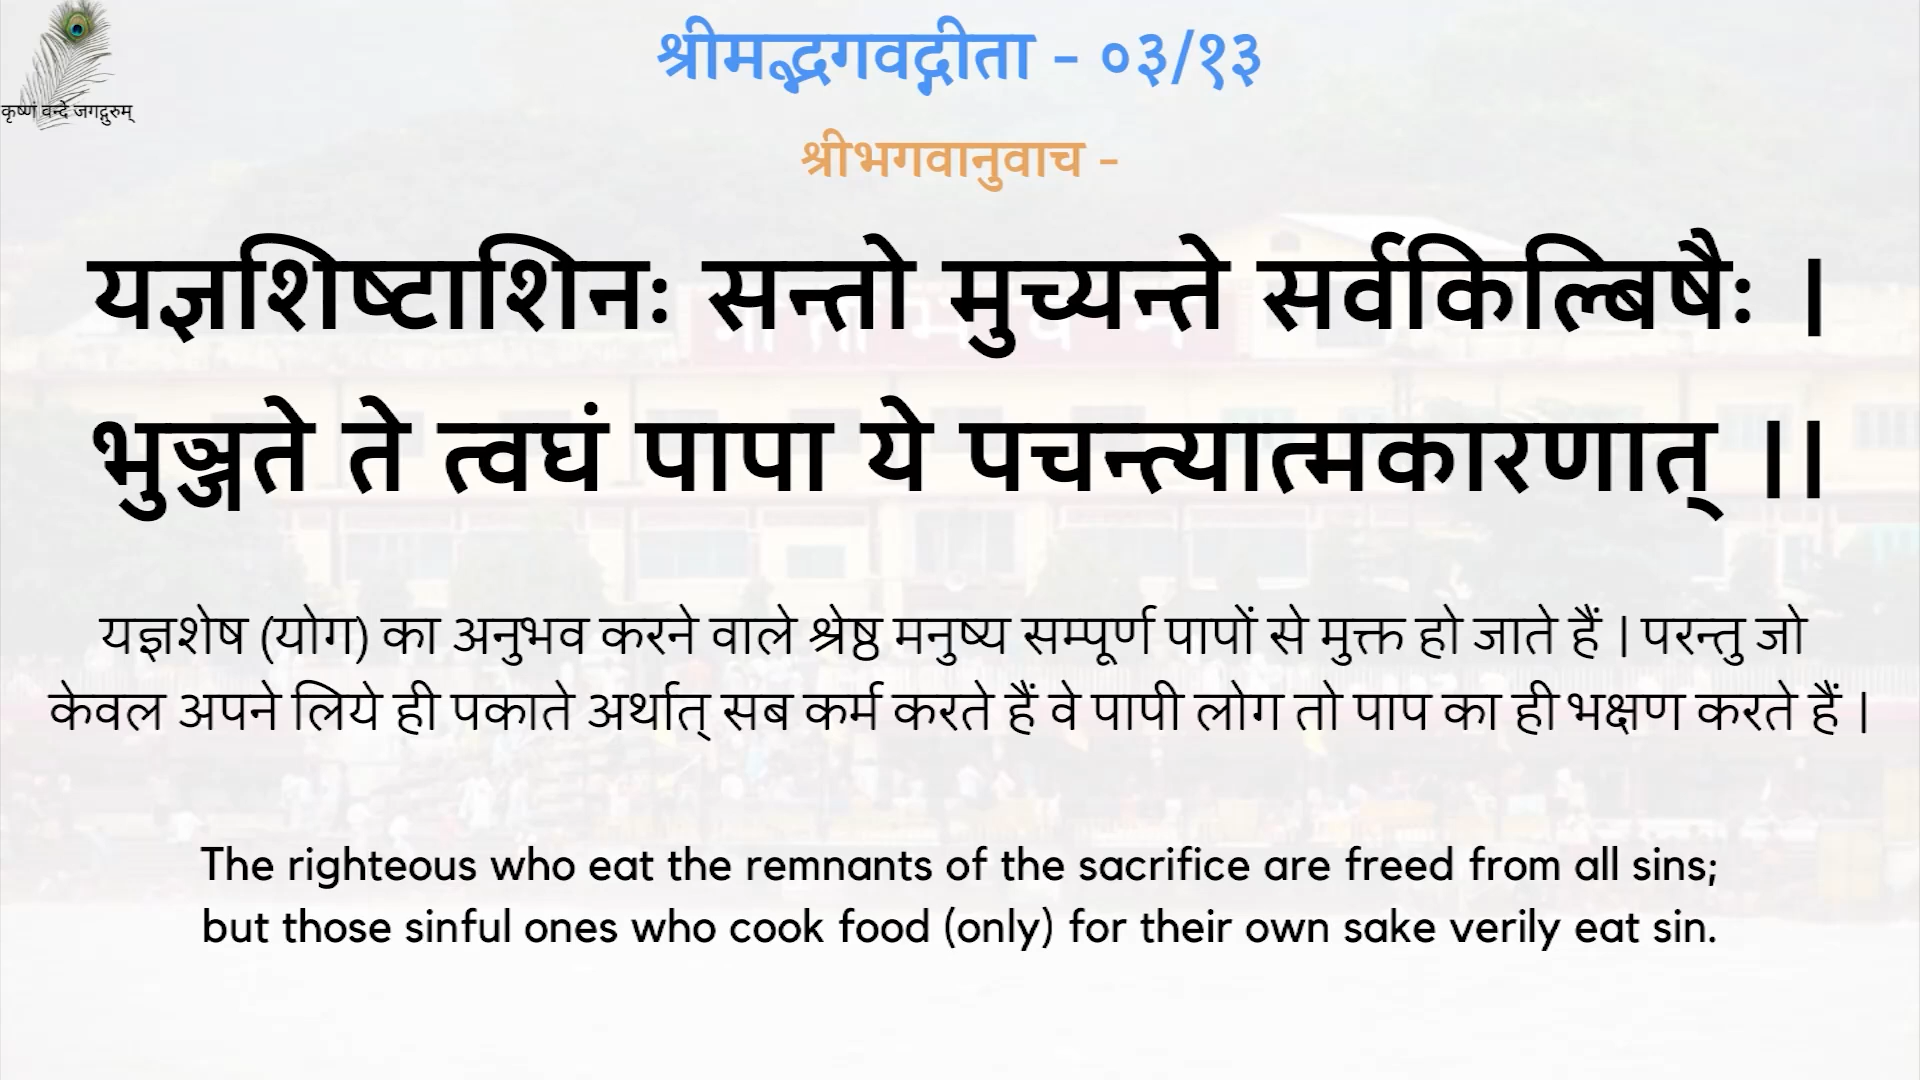 कृष्णं वन्दे जगद्गुरुम्
श्रीमद्भगवद्गीता - ०३/१३
श्रीभगवानुवाच -
यज्ञशिष्टाशिनः सन्तो मुच्यन्ते सर्वकिल्बिषैः ।
भुञ्जते ते त्वघं पापा ये पचन्त्यात्मकारणात् ।।
यज्ञशेष (योग) का अनुभव करने वाले श्रेष्ठ मनुष्य सम्पूर्ण पापों से मुक्त हो जाते हैं | परन्तु जो
केवल अपने लिये ही पकाते अर्थात् सब कर्म करते हैं वे पापी लोग तो पाप का ही भक्षण करते हैं |
The righteous who eat the remnants of the sacrifice are freed from all sins;
but those sinful ones who cook food (only) for their own sake verily eat sin.